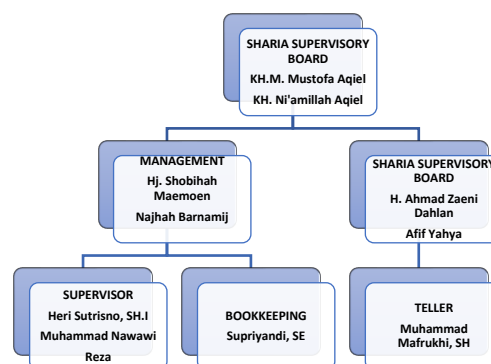 SHARIA SUPERVISORY
BOARD
KH.M. Mustofa Aqiel
KH. Ni'amillah Aqiel
MANAGEMENT
Hj. Shobihah
Maemoen
Najhah Barnamij
SHARIA SUPERVISORY
BOARD
H. Ahmad Zaeni
Dahlan
Afif Yahya
SUPERVISOR
Heri Sutrisno, SH.I
Muhammad Nawawi
Reza
BOOKKEEPING
Supriyandi, SE
TELLER
Muhammad
Mafrukhi, SH